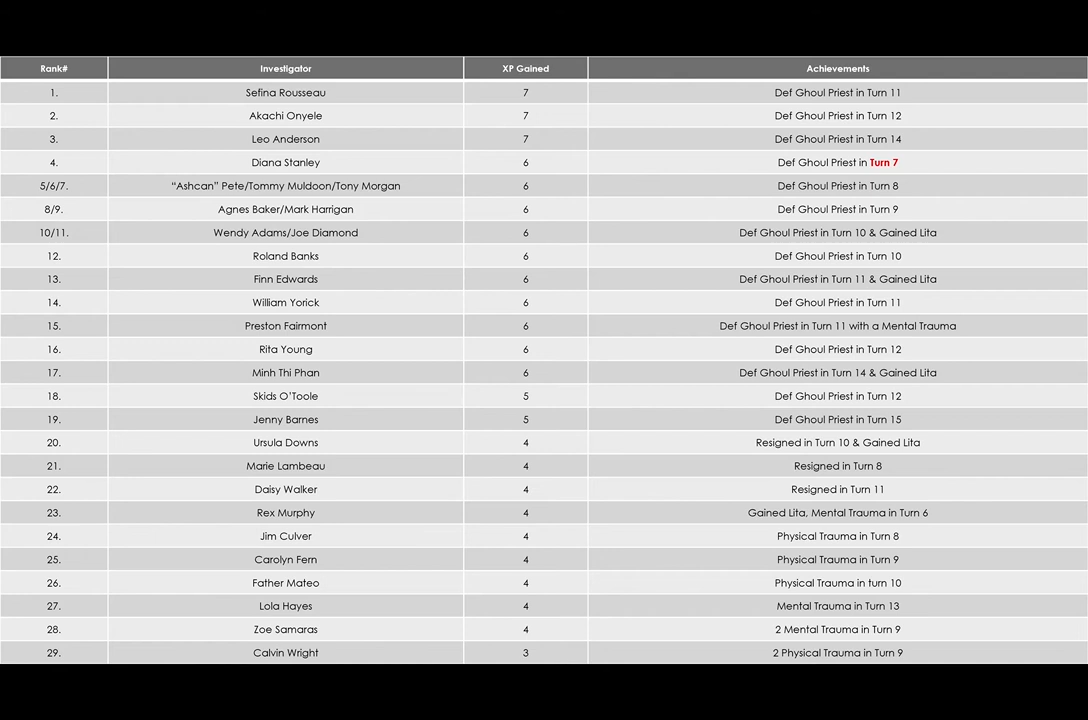 Rank# Investigator XP Gained Achievements
1. Sefina Rousseau 7 Def Ghoul Priest in Turn 11
2. Akachi Onyele 7 Def Ghoul Priest in Turn 12
3. Leo Anderson 7 Def Ghoul Priest in Turn 14
4. Diana Stanley 6 Def Ghoul Priest in Turn 7
5/6/7. “Ashcan” Pete/Tommy Muldoon/Tony Morgan 6 Def Ghoul Priest in Turn 8
8/9. Agnes Baker/Mark Harrigan 6 Def Ghoul Priest in Turn 9
10/11. Wendy Adams/Joe Diamond 6 Def Ghoul Priest in Turn 10 & Gained Lita
12. Roland Banks 6 Def Ghoul Priest in Turn 10
13. Finn Edwards 6 Def Ghoul Priest in Turn 11 & Gained Lita
14. William Yorick 6 Def Ghoul Priest in Turn 11
15. Preston Fairmont 6 Def Ghoul Priest in Turn 11 with a Mental Trauma
16. Rita Young 6 Def Ghoul Priest in Turn 12
17. Minh Thi Phan 6 Def Ghoul Priest in Turn 14 & Gained Lita
18. Skids O’Toole 5 Def Ghoul Priest in Turn 12
19. Jenny Barnes 5 Def Ghoul Priest in Turn 15
20. Ursula Downs 4 Resigned in Turn 10 & Gained Lita
21. Marie Lambeau 4 Resigned in Turn 8
22. Daisy Walker 4 Resigned in Turn 11
23. Rex Murphy 4 Gained Lita, Mental Trauma in Turn 6
24. Jim Culver 4 Physical Trauma in Turn 8
25. Carolyn Fern 4 Physical Trauma in Turn 9
26. Father Mateo 4 Physical Trauma in turn 10
27. Lola Hayes 4 Mental Trauma in Turn 13
28. Zoe Samaras 4 2 Mental Trauma in Turn 9
29. Calvin Wright 3 2 Physical Trauma in Turn 9